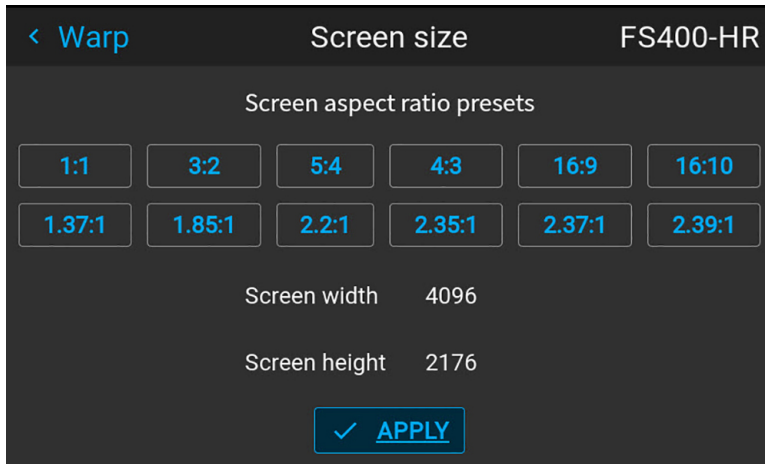 < Warp Screen size FS400-HR
Screen aspect ratio presets
1:1 3:2 5:4 4:3 16:9 16:10
1.37:1 1.85:1 2.2:1 2.35:1 2.37:1 2.39:1
Screen width 4096
Screen height 2176
APPLY